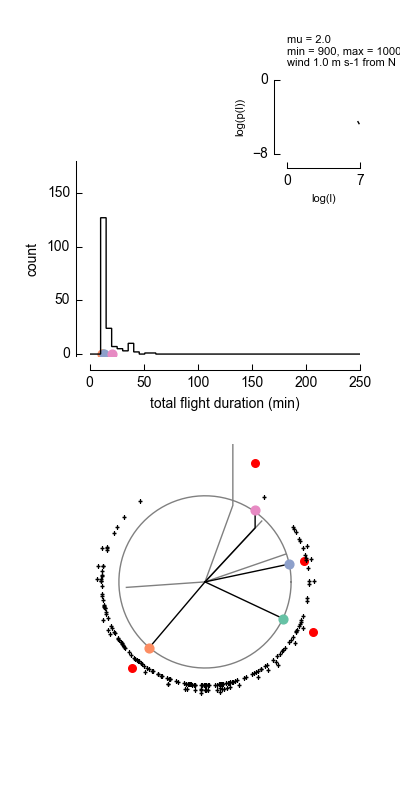 mu = 2.0
min = 900, max = 1000
wind 1.0 m s-1 from N
0
log(p(l))
−8
0
7
log(l)
150
count
100
50
0
0
50
100
150
200
250
total flight duration (min)